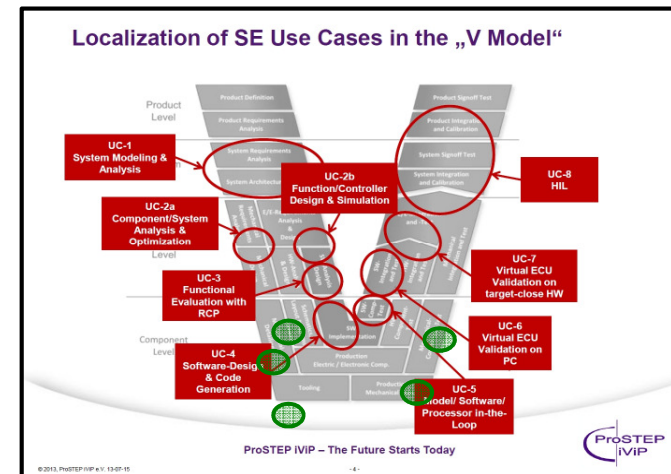 Localization of SE Use Cases in the „V Model“
Product Definition
Product Signoff Test
Product
Level
Product Requirements
Analysis
Product Integration
and Calibration
UC-1
System Modeling &
Analysis
System Requirements
Analysis
UC-2b
Function/Controller
Design & Simulation
System Signoff Test
System Architecture
System Integration
and Calibration
UC-8
HIL
UC-2a
Component/System
Analysis &
Optimization
Analysis &
Design
UC-3
Functional
Evaluation with
RCP
UC-7
Virtual ECU
Validation on
target-close HW
Component
Level
SW
Implementation
UC-6
Virtual ECU
Validation on
PC
UC-4
Software-Design
& Code
Generation
Production
Electric / Electronic Comp.
UC-5
Model/ Software/
Processor in-the-
Loop
Tooling
ProSTEP iViP – The Future Starts Today
ProSTEP
iViP
© 2013, ProSTEP iViP e.V. 13-07-15
- 4 -